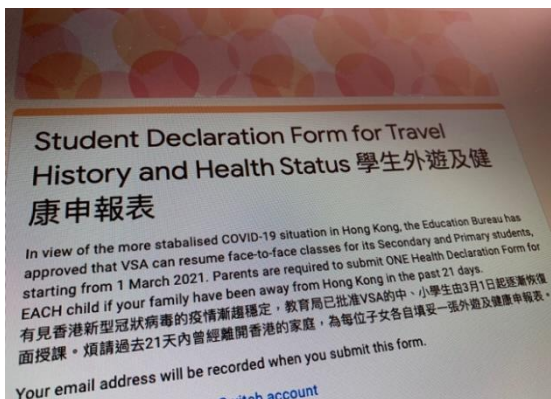 Student Declaration Form for Travel
History and Health Status 學生外遊及健
康申報表
In view of the more stabalised COVID-19 situation in Hong Kong, the Education Bureau has
approved that VSA can resume face-to-face classes for its Secondary and Primary students,
starting from 1 March 2021. Parents are required to submit ONE Health Declaration Form for
EACH child if your family have been away from Hong Kong in the past 21 days.
有見香港新型冠狀病毒的疫情漸趨穩定，教育局已批准VSA的中、小學生由3月1日起逐漸恢復
面授課。煩請過去21天內曾經離開香港的家庭，為每位子女各自填妥一張外遊及健康申報表。
Your email address will be recorded when you submit this form.
Switch account